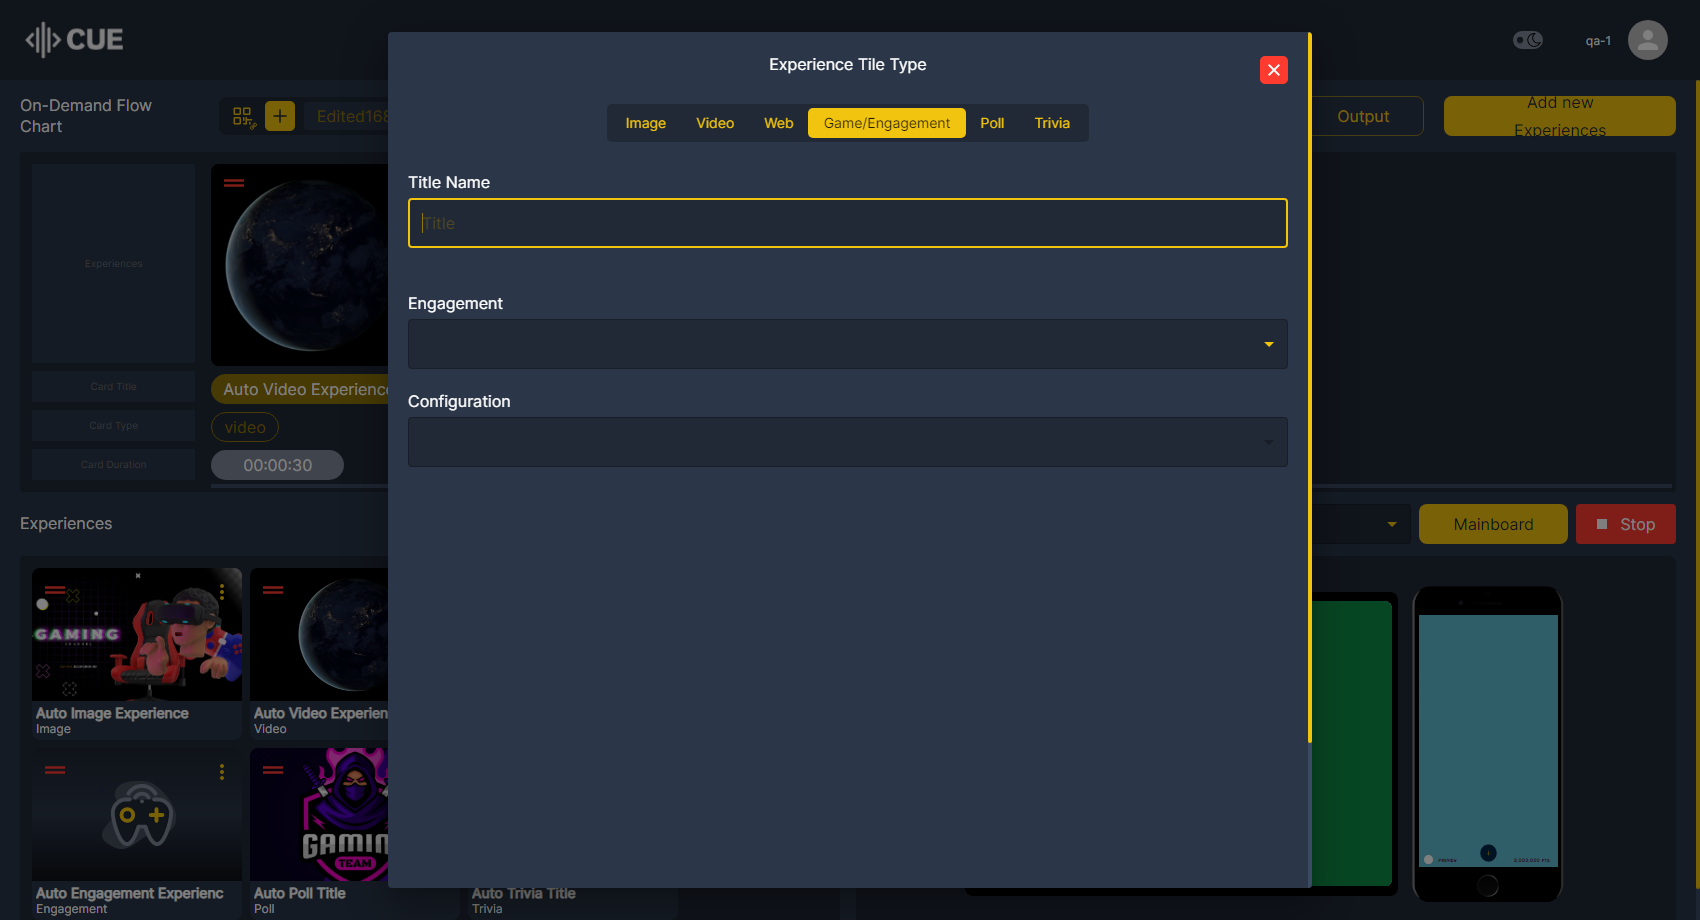 CUE
qa-1
Experience Tile Type
Image Video Web Game/Engagement Poll Trivia
Title Name
Title
Engagement
Configuration
On-Demand Flow
Chart
Edited168
Output
Add new
Experiences
Experiences
Card Title
Card Type
Card Duration
Auto Video Experience
video
00:00:30
Experiences
Mainboard
Stop
GAMING
Auto Image Experience
Image
Auto Video Experien
Video
Auto Engagement Experienc
Engagement
GAMIN
TEAM
Auto Poll Title
Poll
Auto Trivia Title
Trivia
PREVIEW